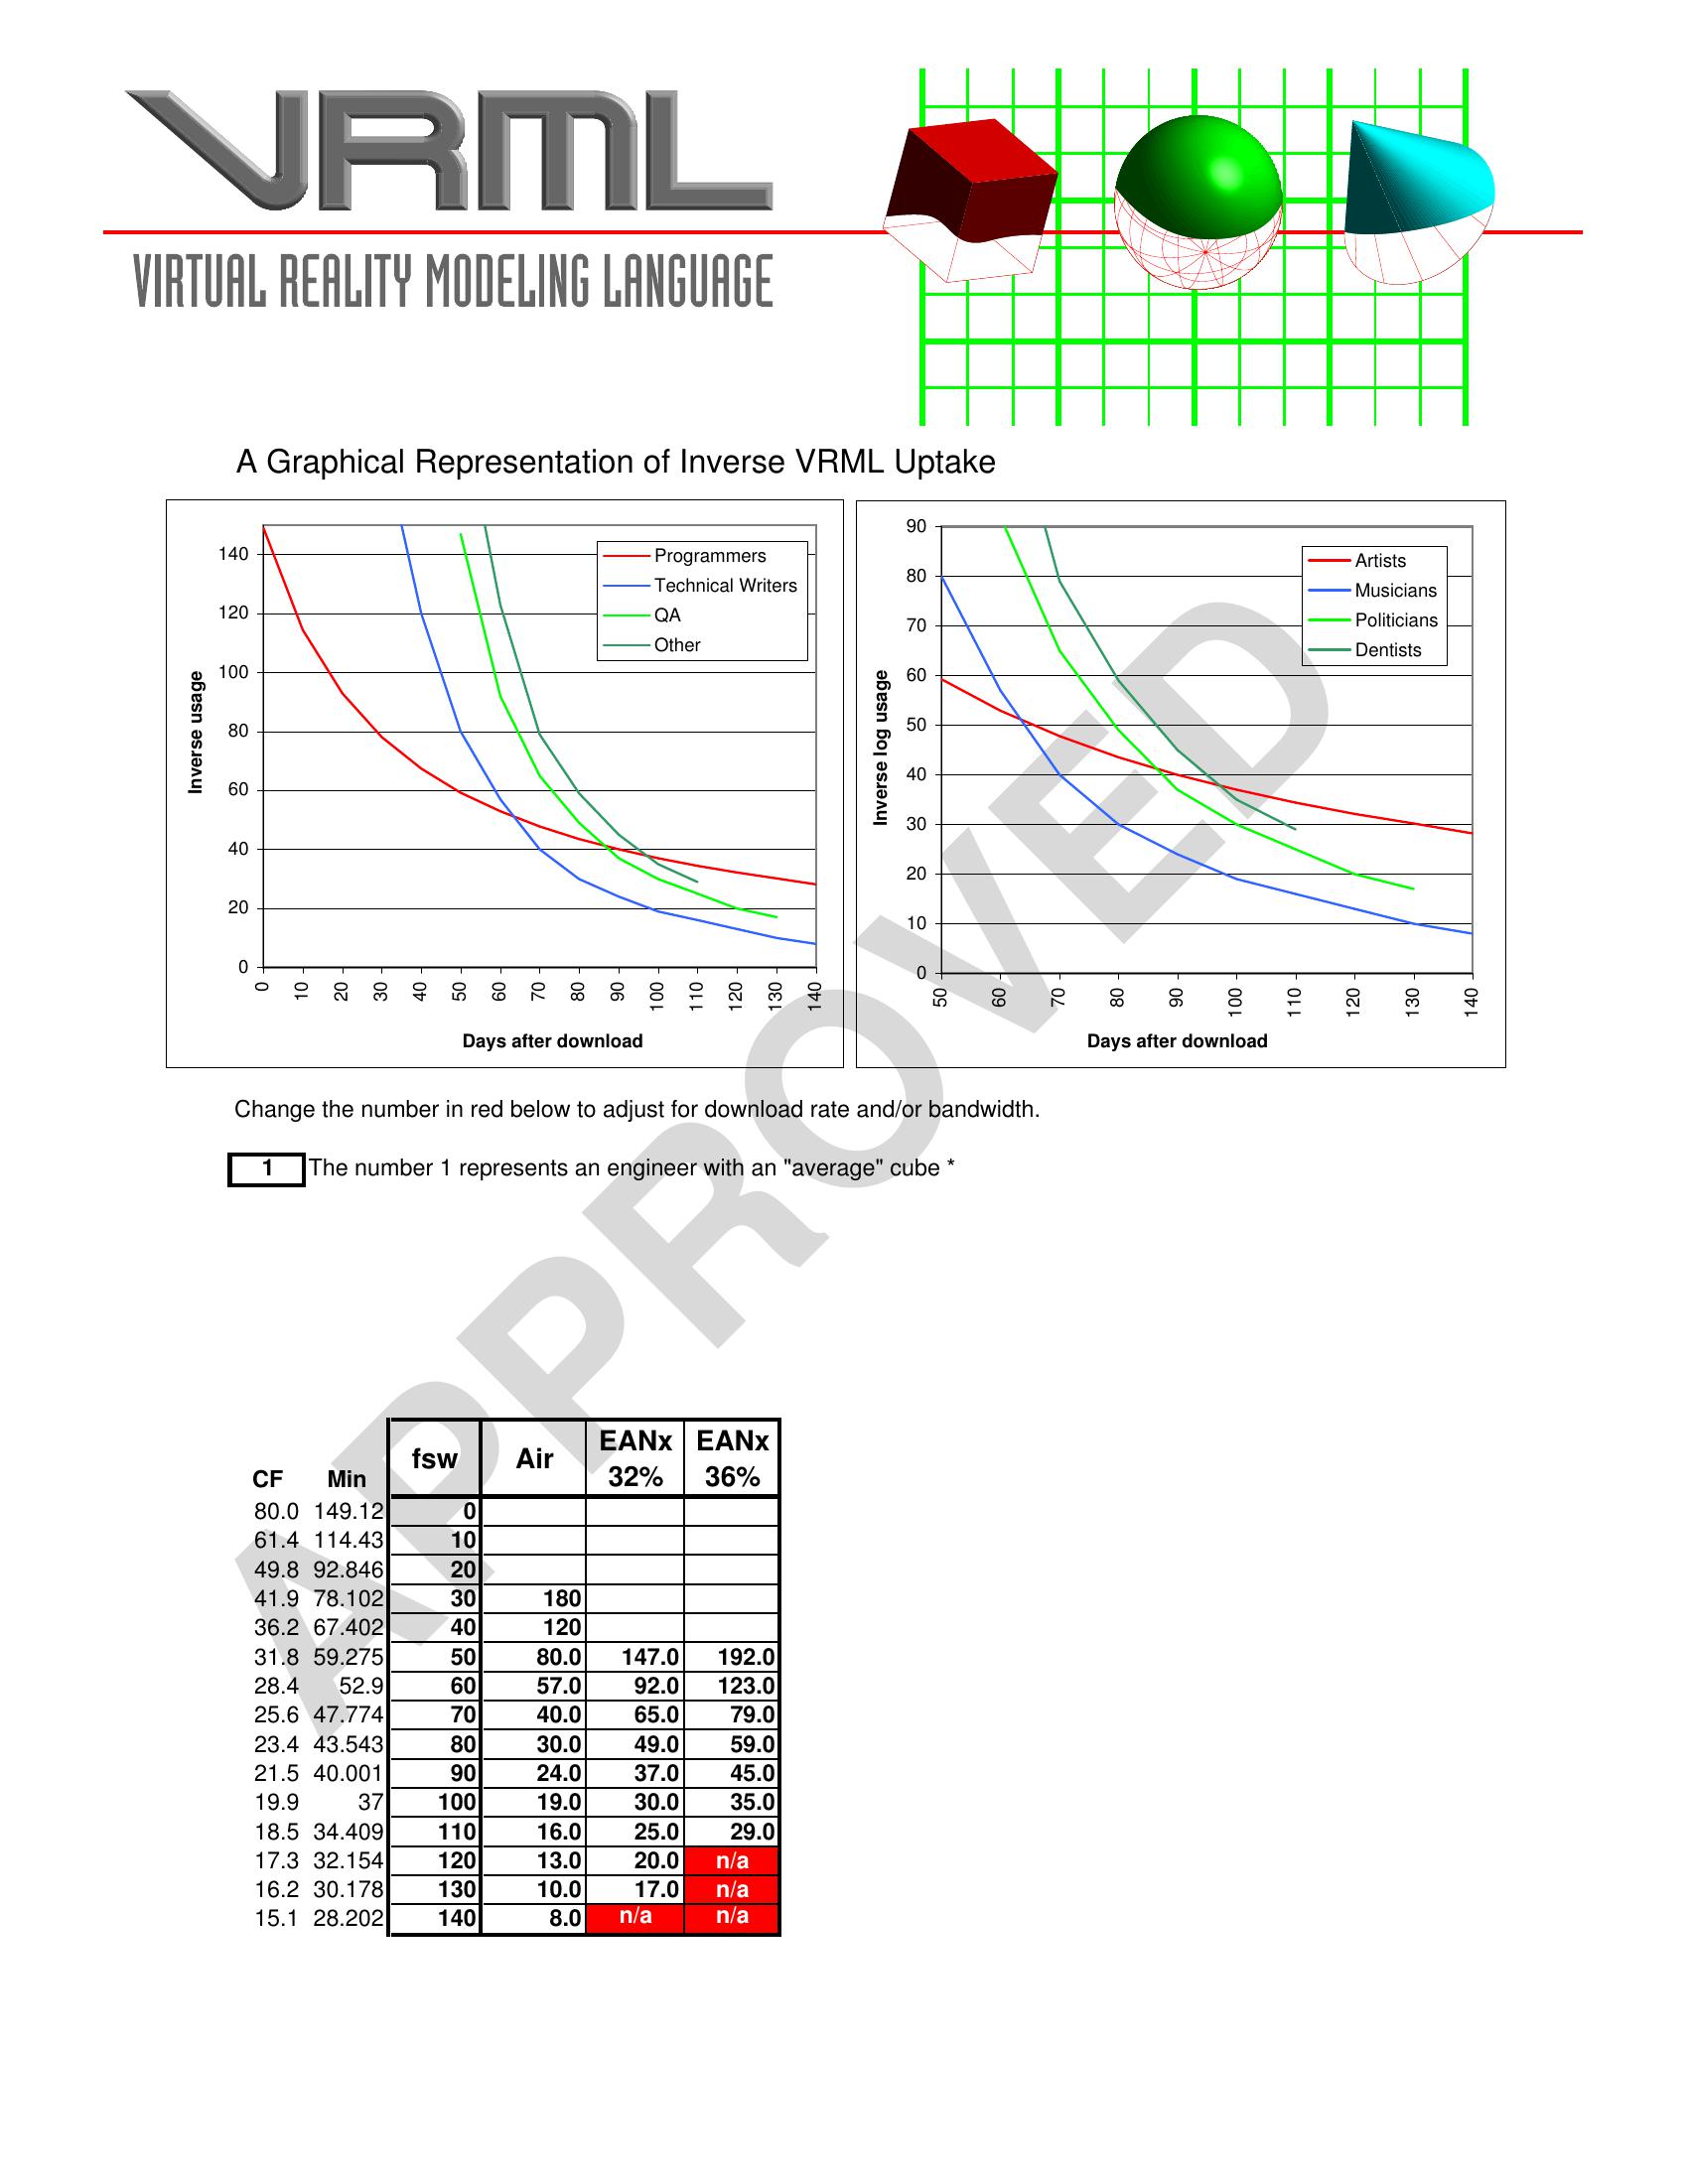 VRML
VIRTUAL REALITY MODELING LANGUAGE
A Graphical Representation of Inverse VRML Uptake
Inverse usage
140
120
100
80
60
40
20
0
Programmers
Technical Writers
QA
Other
0 10 20 30 40 50 60 70 80 90 100 110 120 130 140
Days after download
Inverse log usage
90
80
70
60
50
40
30
20
10
0
Artists
Musicians
Politicians
Dentists
50 60 70 80 90 100 110 120 130 140
Days after download
APPROVED
Change the number in red below to adjust for download rate and/or bandwidth.
1 The number 1 represents an engineer with an "average" cube *
CF Min fsw Air EANx 32% EANx 36%
80.0 149.12 0
61.4 114.43 10
49.8 92.846 20
41.9 78.102 30 180
36.2 67.402 40 120
31.8 59.275 50 80.0 147.0 192.0
28.4 52.9 60 57.0 92.0 123.0
25.6 47.774 70 40.0 65.0 79.0
23.4 43.543 80 30.0 49.0 59.0
21.5 40.001 90 24.0 37.0 45.0
19.9 37 100 19.0 30.0 35.0
18.5 34.409 110 16.0 25.0 29.0
17.3 32.154 120 13.0 20.0 n/a
16.2 30.178 130 10.0 17.0 n/a
15.1 28.202 140 8.0 n/a n/a